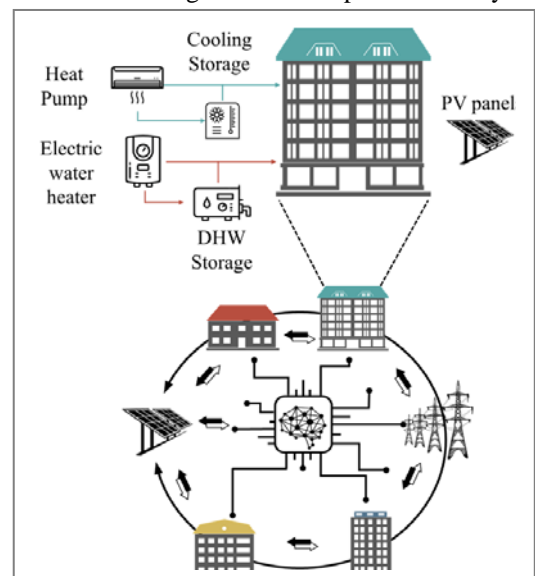 Cooling
Storage
Heat
Pump
PV panel
Electric
water
heater
DHW
Storage